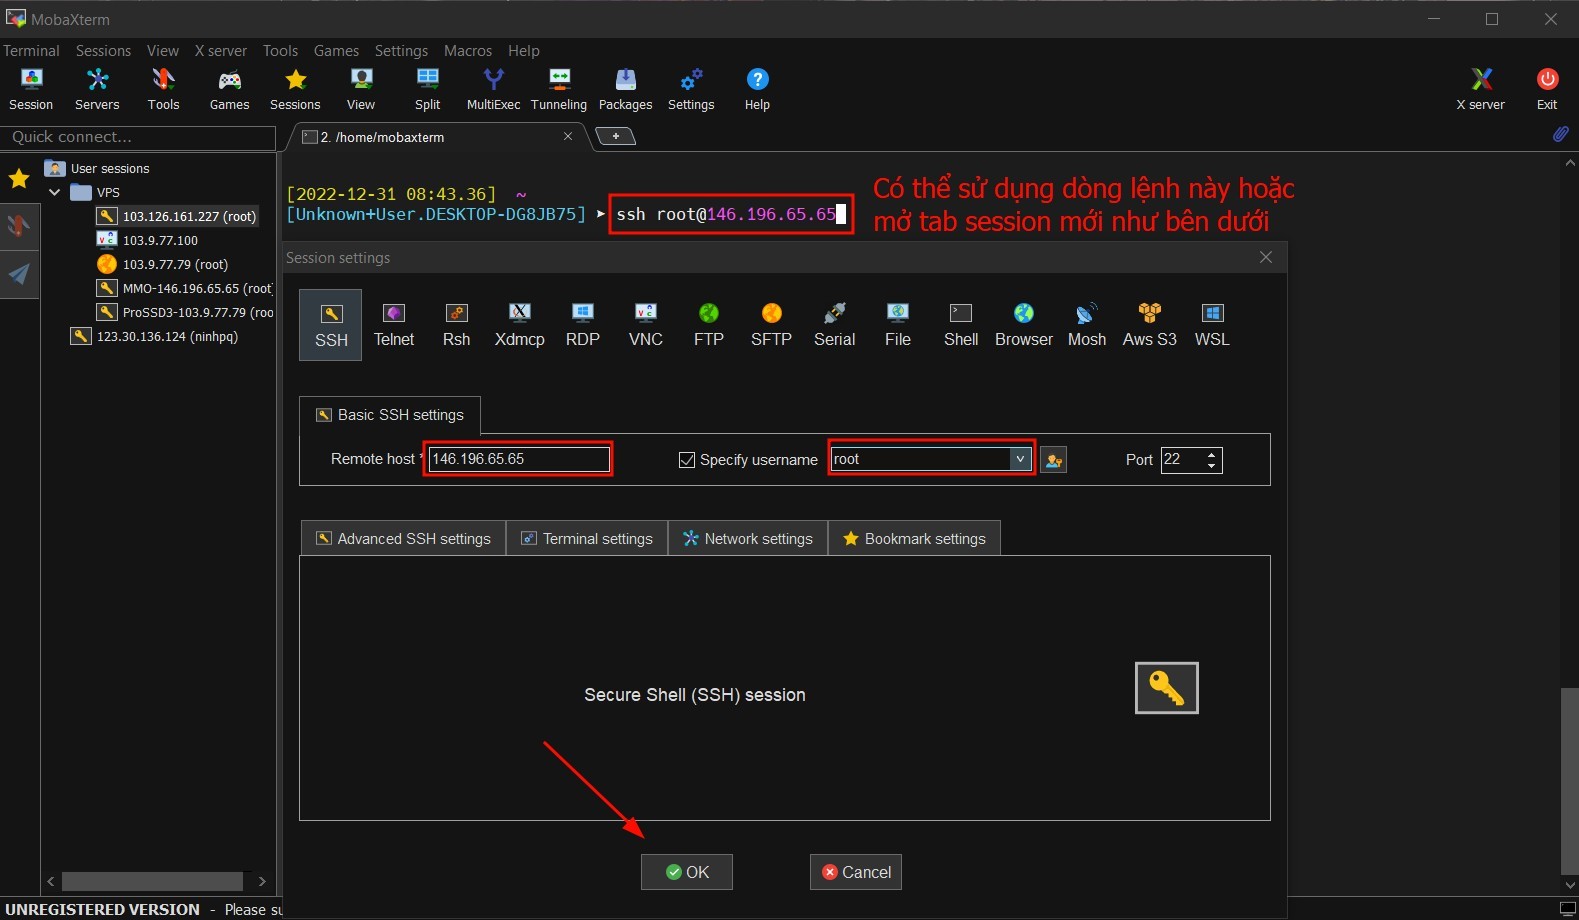 MobaXterm
Terminal Sessions View X server Tools Games Settings Macros Help
Session Servers Tools Games Sessions View Split MultiExec Tunneling Packages Settings Help X server Exit
Quick connect...
2. /home/mobaxterm
User sessions
VPS
103.126.161.227 (root)
103.9.77.100
103.9.77.79 (root)
MMO-146.196.65.65 (root
ProSSD3-103.9.77.79 (roo
123.30.136.124 (ninhpq)
[2022-12-31 08:43.36] ~
[Unknown+User.DESKTOP-DG8JB75] ➤ ssh root@146.196.65.65
Có thể sử dụng dòng lệnh này hoặc
mở tab session mới như bên dưới
Session settings
SSH Telnet Rsh Xdmcp RDP VNC FTP SFTP Serial File Shell Browser Mosh Aws S3 WSL
Basic SSH settings
Remote host * 146.196.65.65 Specify username root Port 22
Advanced SSH settings Terminal settings Network settings Bookmark settings
Secure Shell (SSH) session
OK Cancel
UNREGISTERED VERSION - Please su